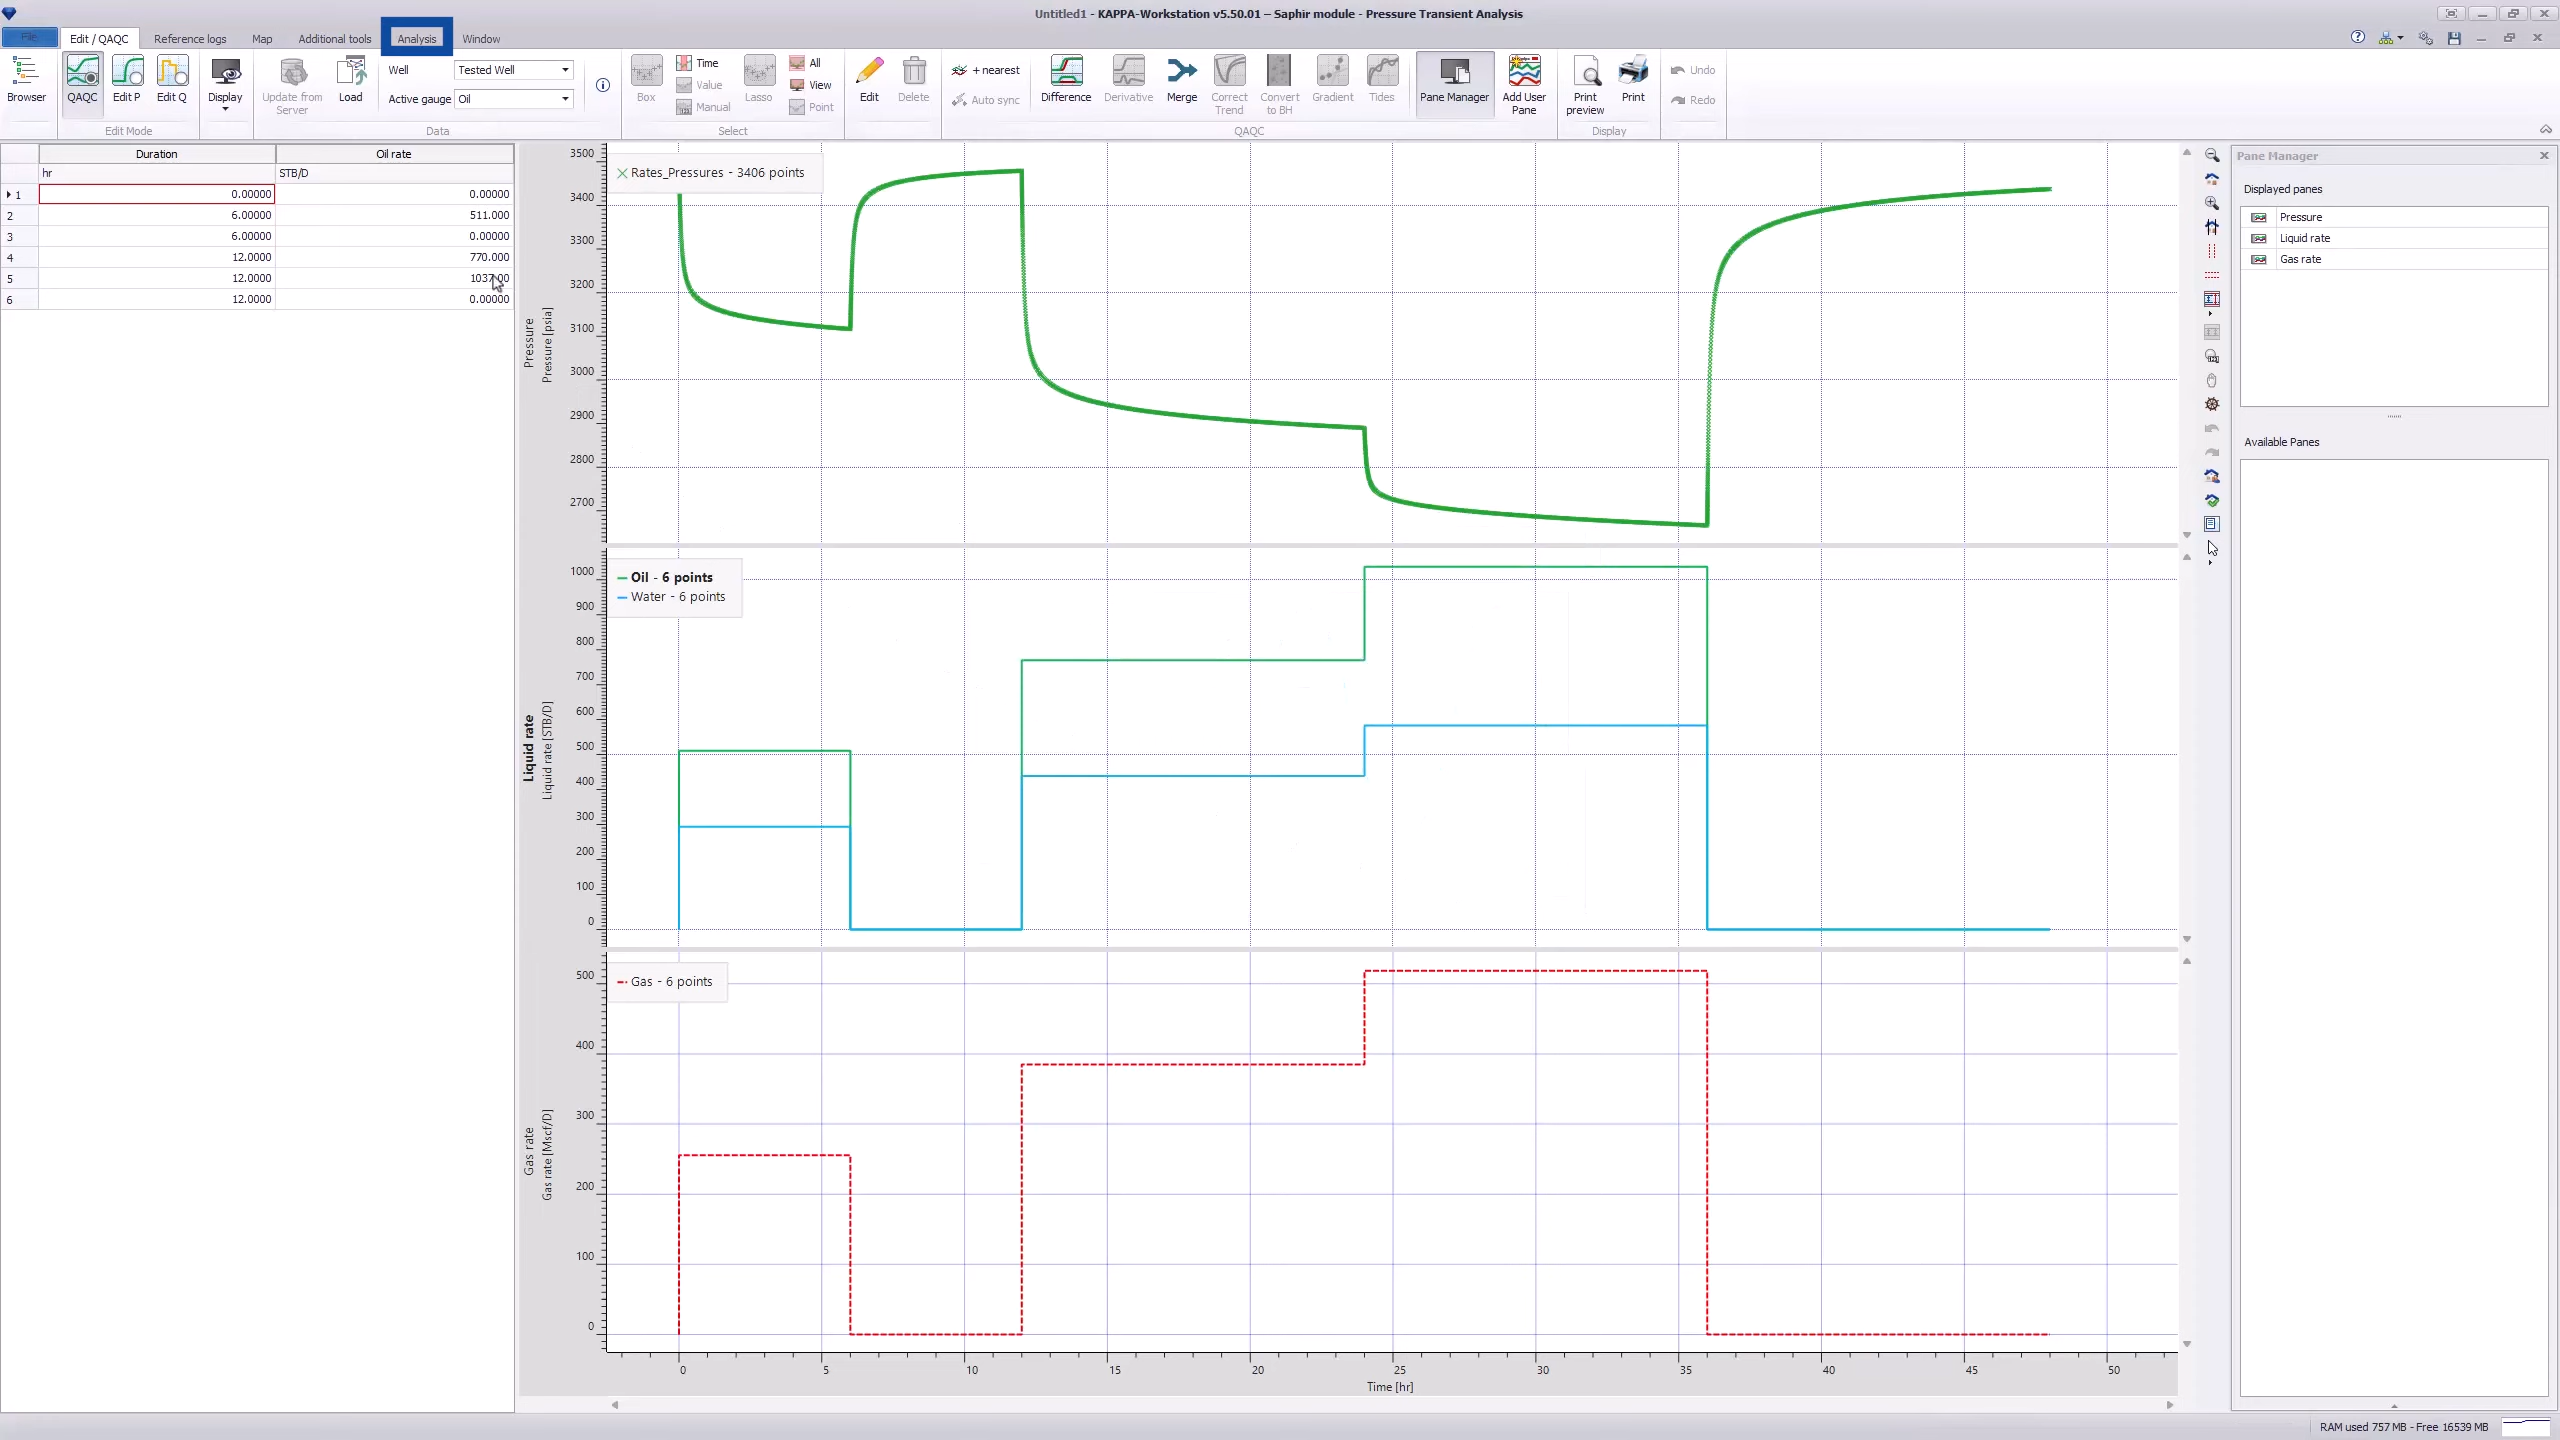 Untitled1 - KAPPA-Workstation v5.50.01 – Saphir module - Pressure Transient Analysis
File
Edit / QAQC
Reference logs
Map
Additional tools
Analysis
Window
Browser
QAQC
Edit P
Edit Q
Edit Mode
Display
Update from
Server
Load
Well
Tested Well
Active gauge
Oil
Data
Box
Time
Value
Manual
Lasso
All
View
Point
Select
Edit
Delete
+ nearest
Auto sync
Difference
Derivative
Merge
Correct
Trend
Convert
to BH
Gradient
Tides
QAQC
Pane Manager
Add User
Pane
Print
preview
Print
Display
Undo
Redo
Duration Oil rate
hr STB/D
1 0.00000 0.00000
2 6.00000 511.000
3 6.00000 0.00000
4 12.0000 770.000
5 12.0000 1037.00
6 12.0000 0.00000
Rates_Pressures - 3406 points
Pressure
Pressure [psia]
3500
3400
3300
3200
3100
3000
2900
2800
2700
Oil - 6 points
Water - 6 points
Liquid rate
Liquid rate [STB/D]
1000
900
800
700
600
500
400
300
200
100
0
Gas - 6 points
Gas rate
Gas rate [Mscf/D]
500
400
300
200
100
0
0 5 10 15 20 25 30 35 40 45 50
Time [hr]
Pane Manager
Displayed panes
Pressure
Liquid rate
Gas rate
Available Panes
RAM used 757 MB - Free 16539 MB